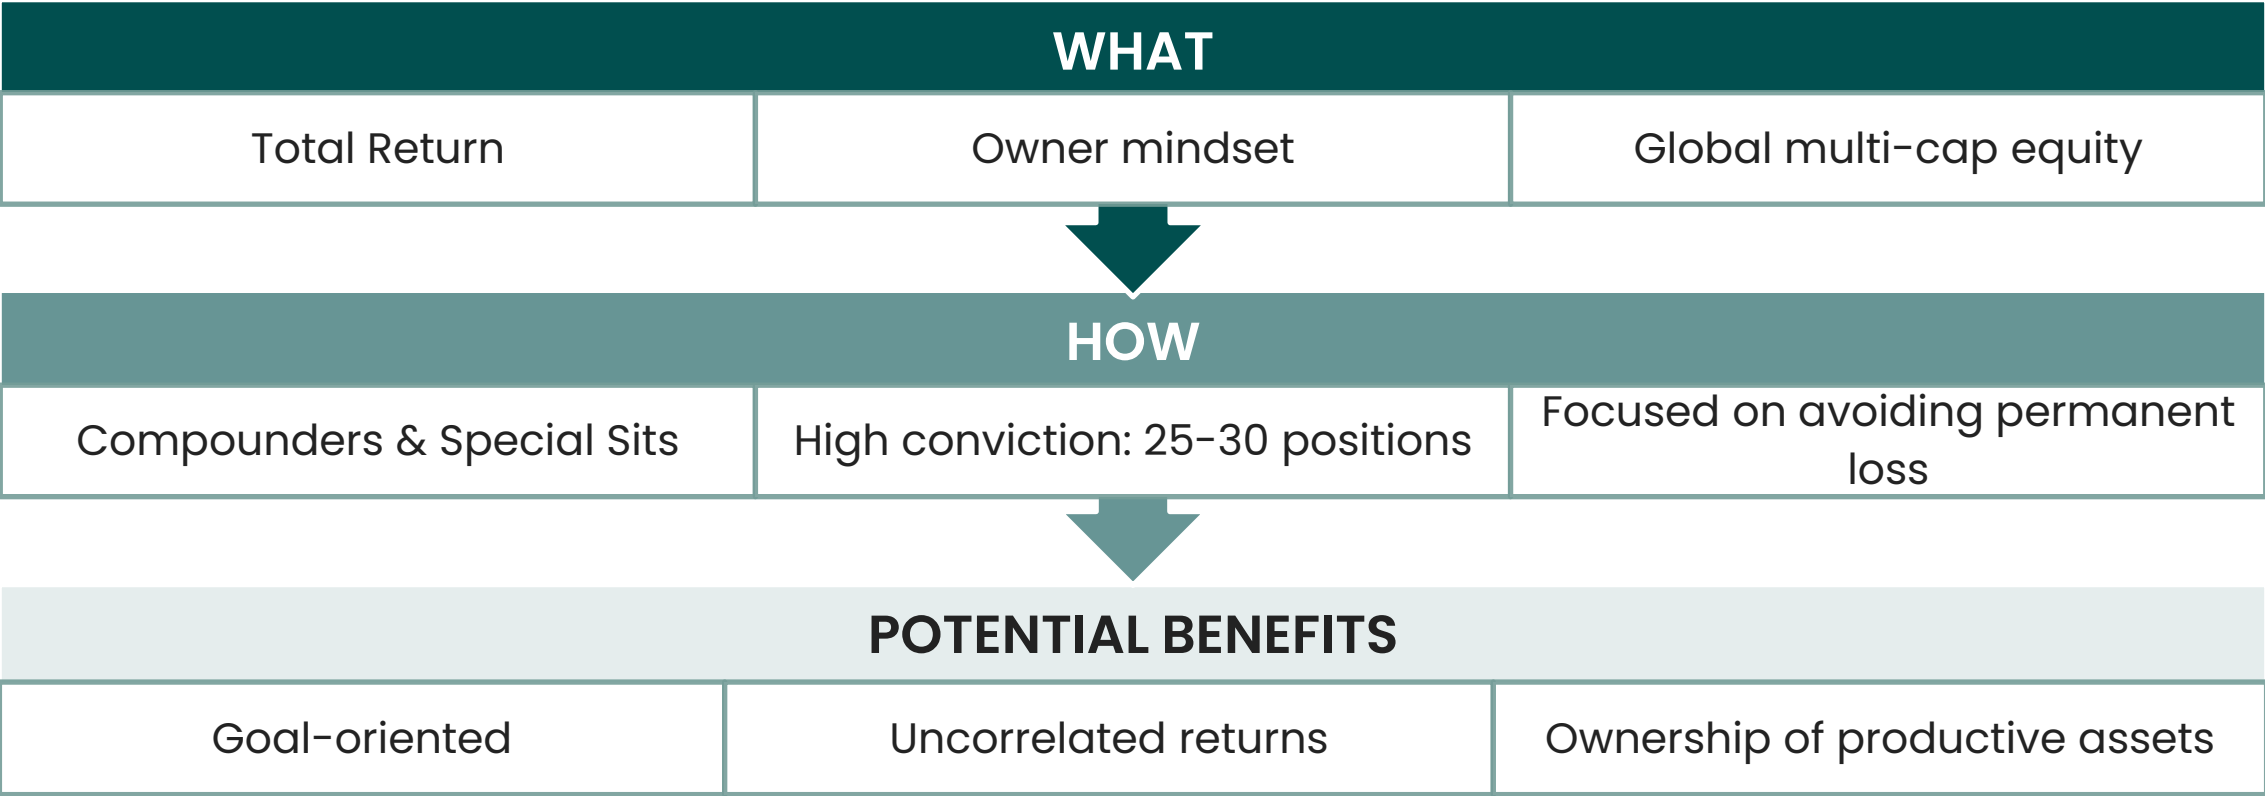 WHAT
Total Return
Owner mindset
Global multi-cap equity
HOW
Compounders & Special Sits
High conviction: 25-30 positions
Focused on avoiding permanent
loss
POTENTIAL BENEFITS
Goal-oriented
Uncorrelated returns
Ownership of productive assets